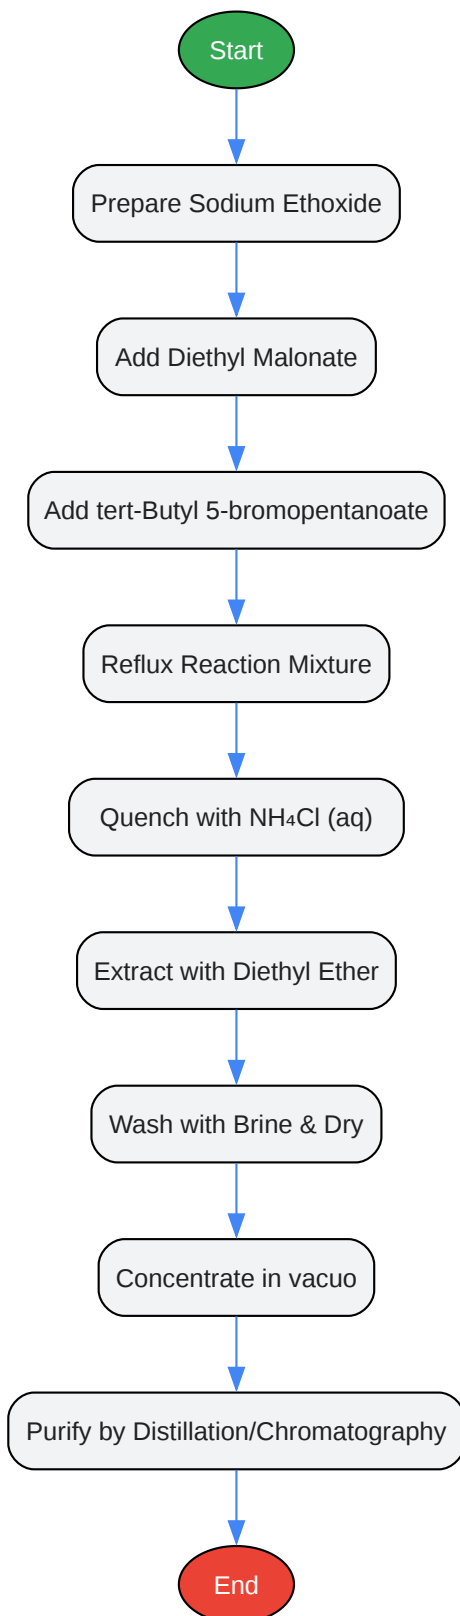 Start
Prepare Sodium Ethoxide
Add Diethyl Malonate
Add tert-Butyl 5-bromopentanoate
Reflux Reaction Mixture
Quench with NH₄Cl (aq)
Extract with Diethyl Ether
Wash with Brine & Dry
Concentrate in vacuo
Purify by Distillation/Chromatography
End